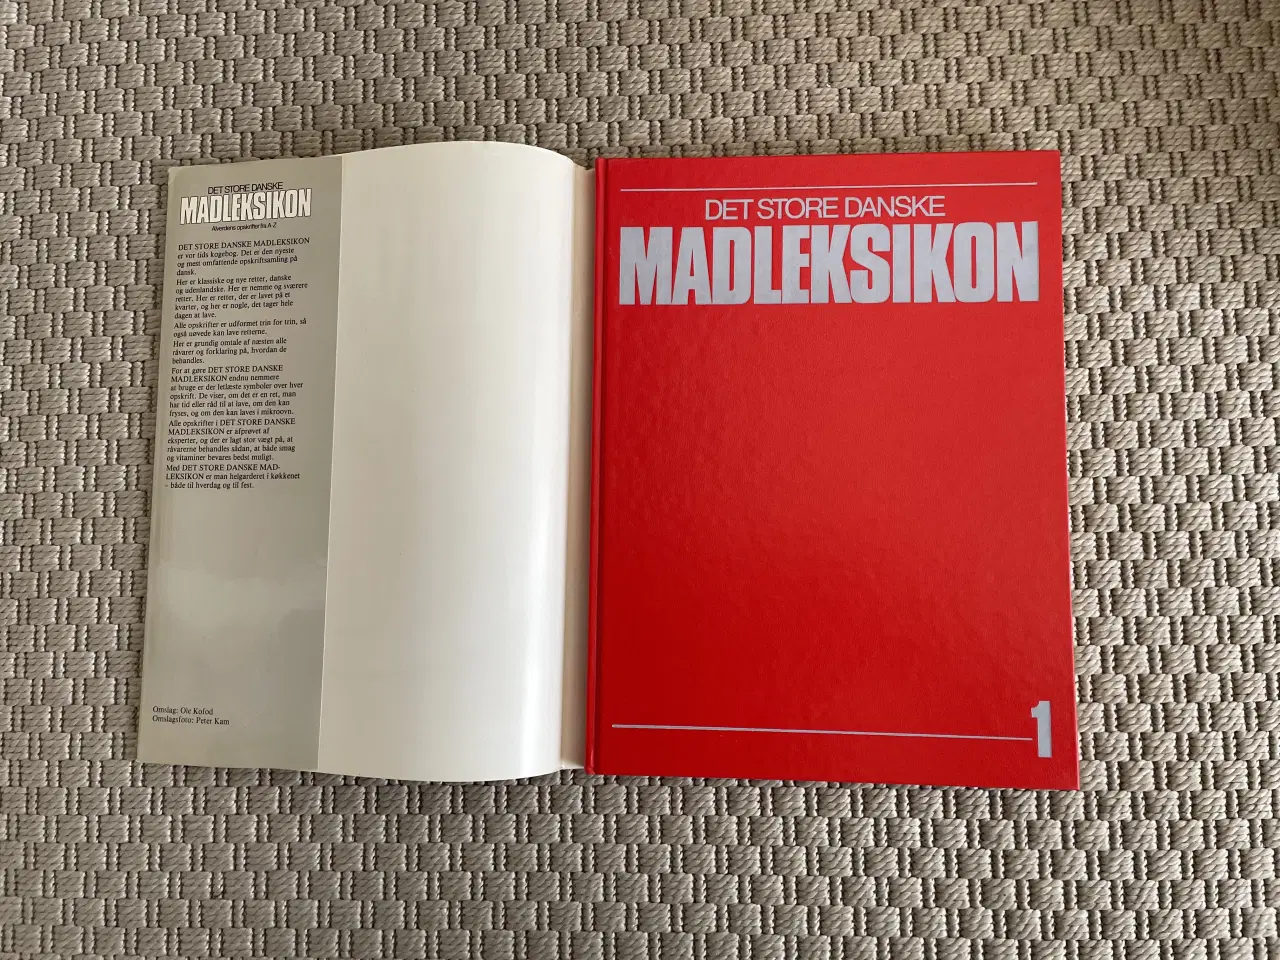 DET STORE DANSKE
MADLEKSIKON
Alverdens opskrifter fra A-Z
DET STORE DANSKE MADLEKSIKON
er vor tids kogebog. Det er den nyeste
og mest omfattende opskriftsamling på
dansk.
Her er klassiske og nye retter, danske
og udenlandske. Her er nemme og sværere
retter. Her er retter, der er lavet på et
kvarter, og her er nogle, det tager hele
dagen at lave.
Alle opskrifter er udformet trin for trin, så
også uøvede kan lave retterne.
Her er grundig omtale af næsten alle
råvarer og forklaring på, hvordan de
behandles.
For at gøre DET STORE DANSKE
MADLEKSIKON endnu nemmere
at bruge er der letlæste symboler over hver
opskrift. De viser, om det er en ret, man
har tid eller råd til at lave, om den kan
fryses, og om den kan laves i mikroovn.
Alle opskrifter i DET STORE DANSKE
MADLEKSIKON er afprøvet af
eksperter, og der er lagt stor vægt på, at
råvarerne behandles sådan, at både smag
og vitaminer bevares bedst muligt.
Med DET STORE DANSKE MAD-
LEKSIKON er man helgarderet i køkkenet
– både til hverdag og til fest.
Omslag: Ole Kofod
Omslagsfoto: Peter Kam
DET STORE DANSKE
MADLEKSIKON
1